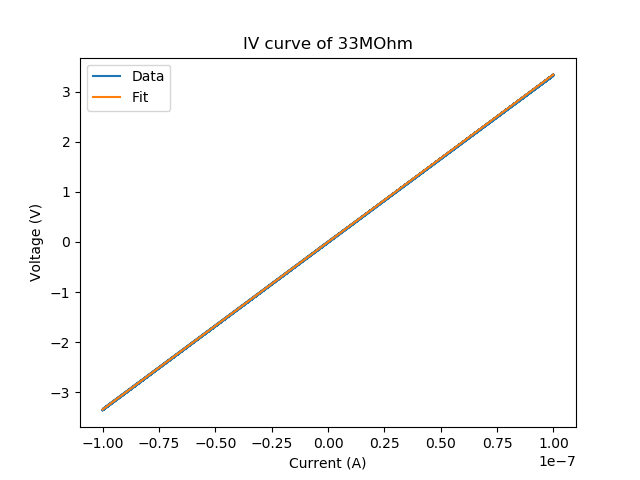 IV curve of 33MOhm
Data
Fit
Voltage (V)
3
2
1
0
−1
−2
−3
−1.00 −0.75 −0.50 −0.25 0.00 0.25 0.50 0.75 1.00
1e−7
Current (A)